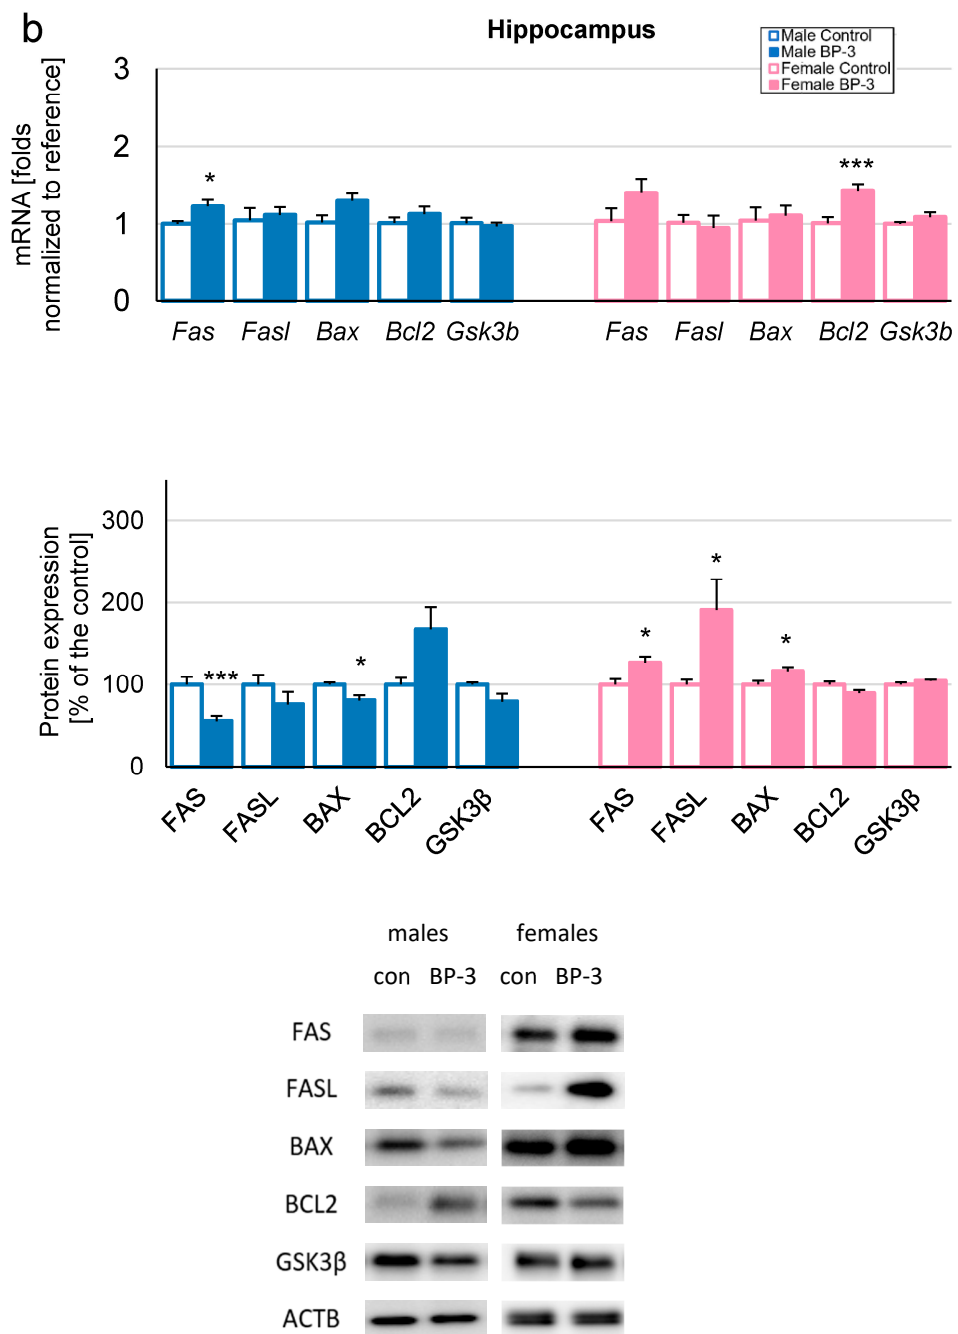 b
Hippocampus
Male Control
Male BP-3
Female Control
Female BP-3
mRNA [folds
normalized to reference]
3
2
1
0
*
***
Fas Fasl Bax Bcl2 Gsk3b Fas Fasl Bax Bcl2 Gsk3b
Protein expression
[% of the control]
300
200
100
0
*** * * * *
FAS FASL BAX BCL2 GSK3β FAS FASL BAX BCL2 GSK3β
males females
con BP-3 con BP-3
FAS
FASL
BAX
BCL2
GSK3β
ACTB